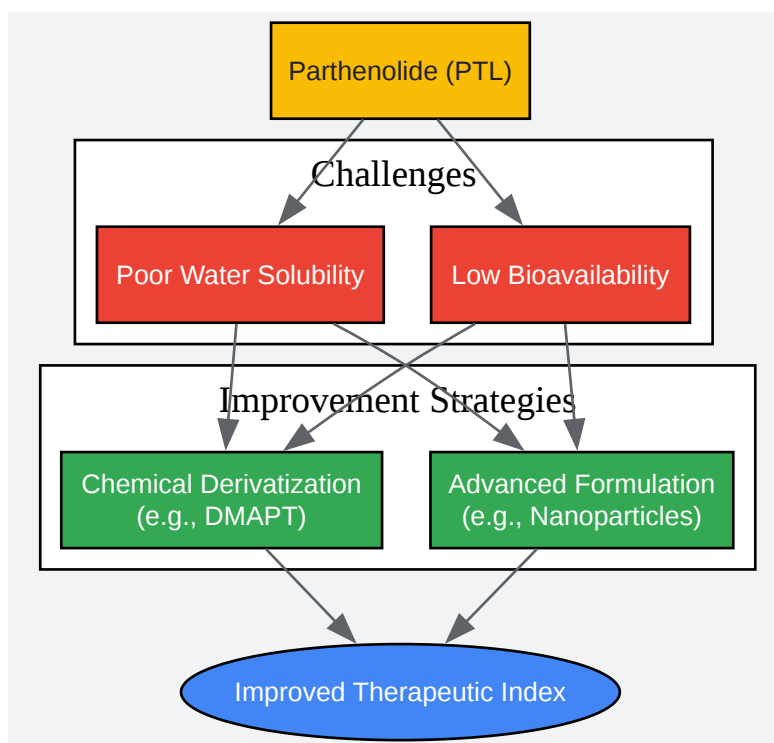 Parthenolide (PTL)
Challenges
Poor Water Solubility
Low Bioavailability
Improvement Strategies
Chemical Derivatization
(e.g., DMAPT)
Advanced Formulation
(e.g., Nanoparticles)
Improved Therapeutic Index